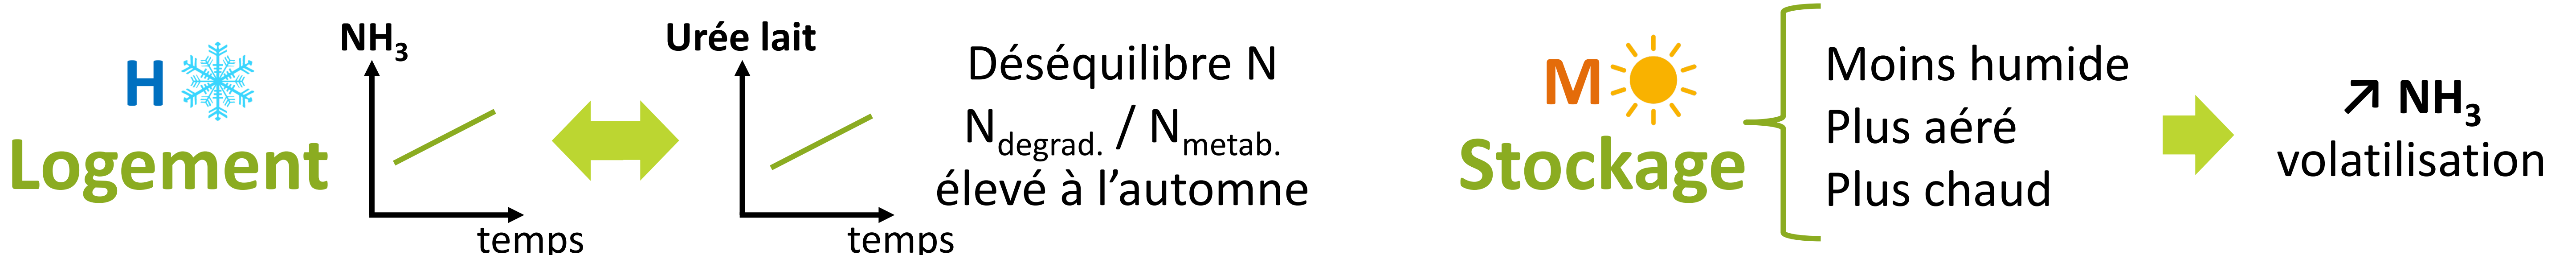 H
Logement
NH3
temps
Urée lait
temps
Déséquilibre N
Ndegrad. / Nmetab.
élevé à l’automne
M
Stockage
Moins humide
Plus aéré
Plus chaud
↗ NH3
volatilisation